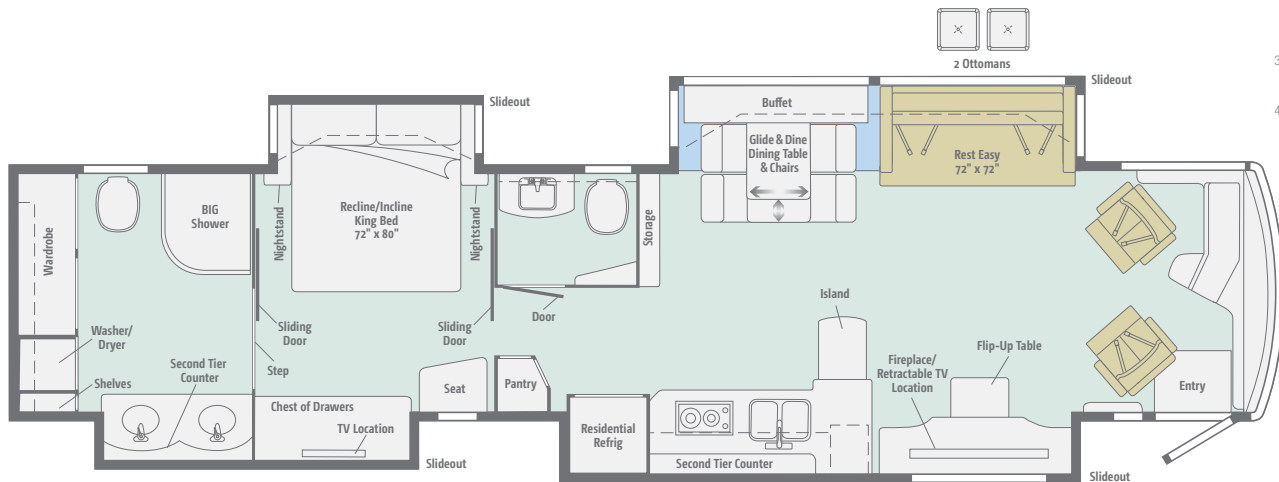 2 Ottomans
3
4
Slideout
Slideout
Buffet
Glide & Dine
Dining Table
& Chairs
Rest Easy
72" x 72"
BIG
Shower
Recline/Incline
King Bed
72" x 80"
Nightstand
Nightstand
Storage
Wardrobe
Island
Door
Sliding
Door
Sliding
Door
Washer/
Dryer
Step
Second Tier
Counter
Shelves
Flip-Up Table
Fireplace/
Retractable TV
Location
Entry
Seat
Pantry
Chest of Drawers
TV Location
Residential
Refrig
Second Tier Counter
Slideout
Slideout